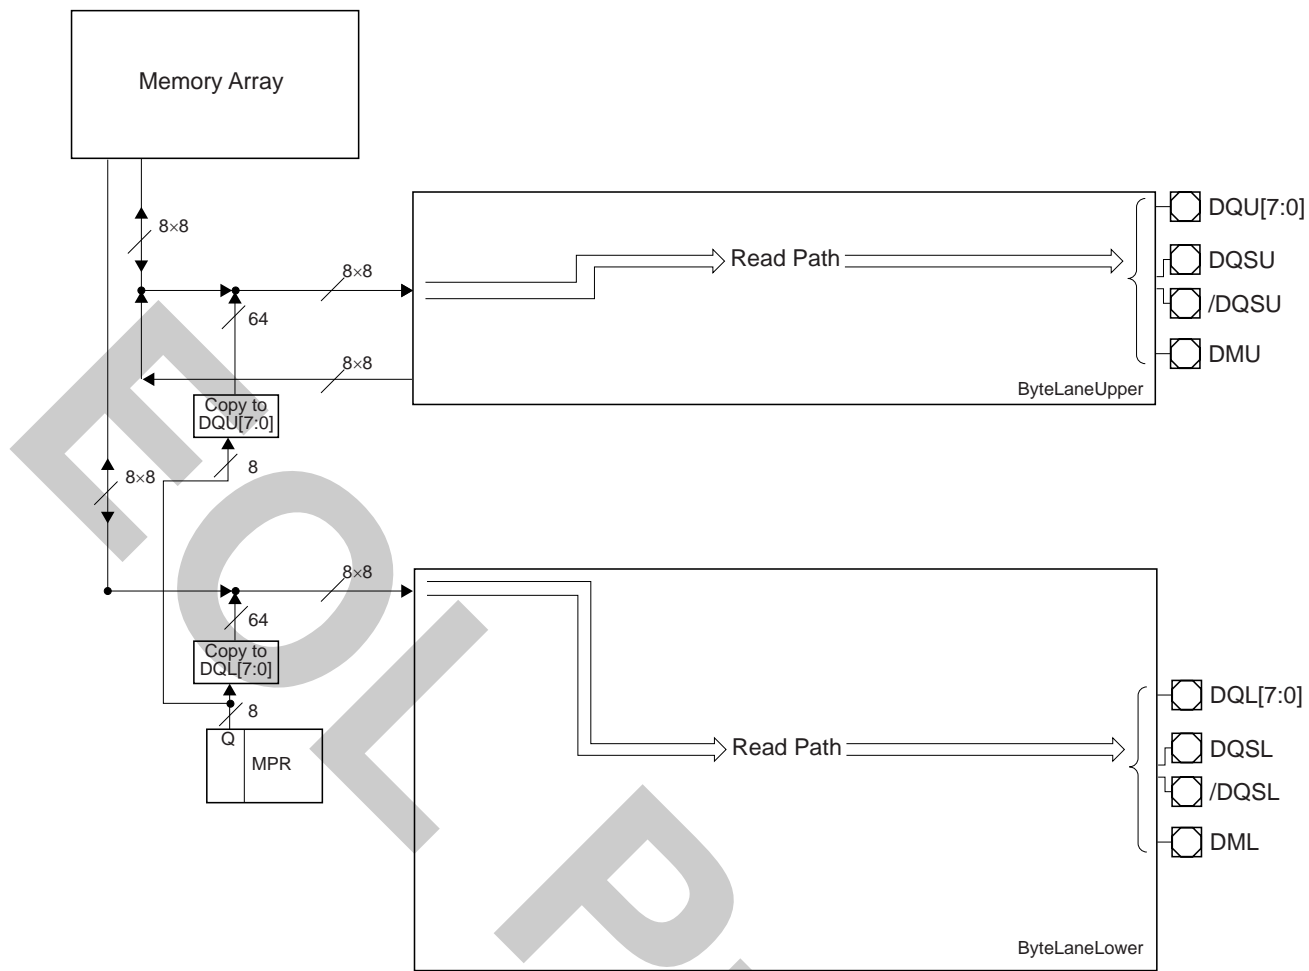 Memory Array
8×8
8×8
64
8×8
Copy to
DQU[7:0]
8
8×8
Read Path
ByteLaneUpper
DQU[7:0]
DQSU
/DQSU
DMU
8×8
64
Copy to
DQL[7:0]
8
Q
MPR
Read Path
ByteLaneLower
DQL[7:0]
DQSL
/DQSL
DML
EOL P